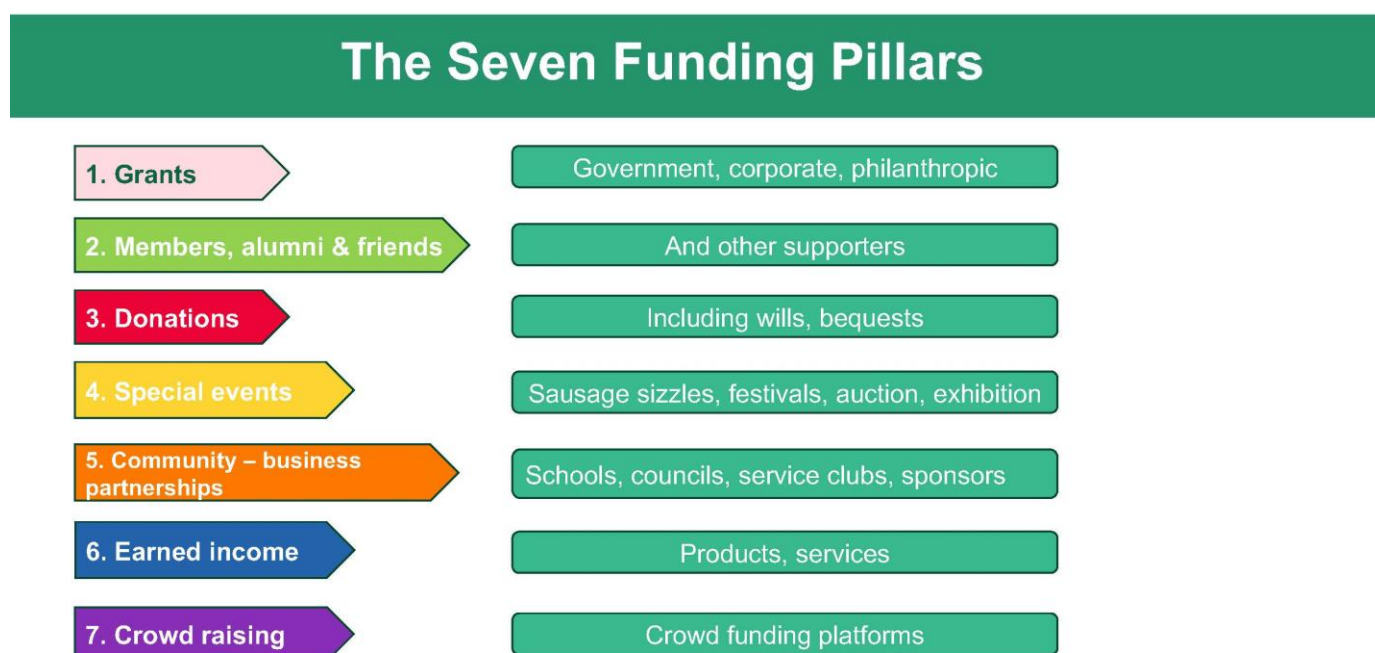 The Seven Funding Pillars
1. Grants
Government, corporate, philanthropic
2. Members, alumni & friends
And other supporters
3. Donations
Including wills, bequests
4. Special events
Sausage sizzles, festivals, auction, exhibition
5. Community – business
partnerships
Schools, councils, service clubs, sponsors
6. Earned income
Products, services
7. Crowd raising
Crowd funding platforms